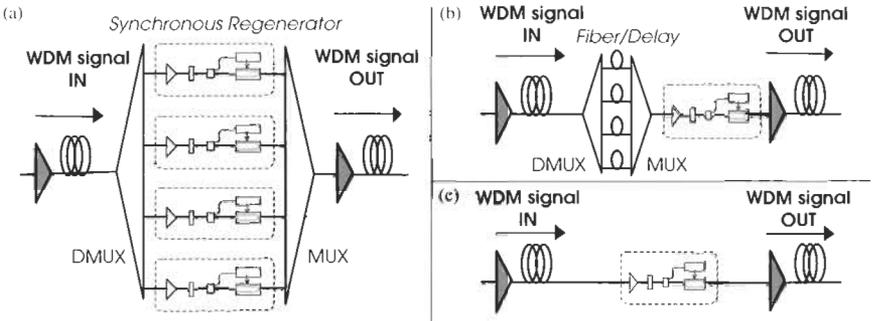 (a)
Synchronous Regenerator
WDM signal
IN
WDM signal
OUT
DMUX
MUX
(b)
WDM signal
IN
Fiber/Delay
WDM signal
OUT
DMUX
MUX
(c)
WDM signal
IN
WDM signal
OUT